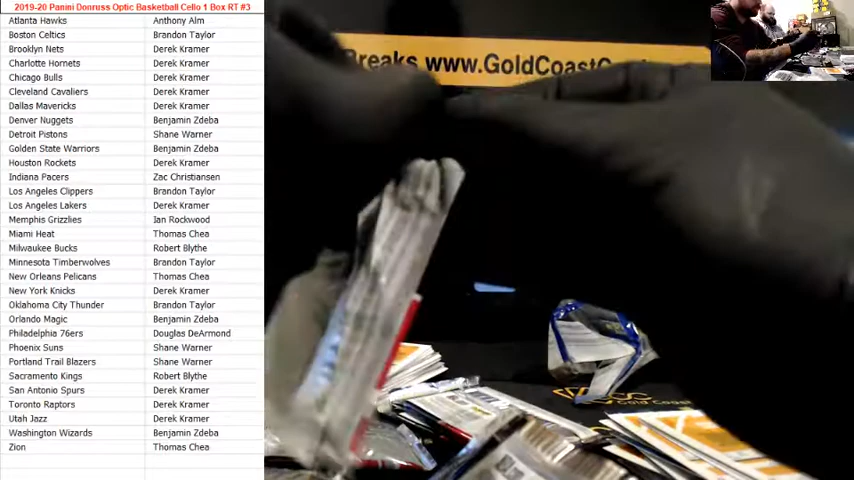 2019-20 Panini Donruss Optic Basketball Cello 1 Box RT #3
Atlanta Hawks Anthony Alm
Boston Celtics Brandon Taylor
Brooklyn Nets Derek Kramer
Charlotte Hornets Derek Kramer
Chicago Bulls Derek Kramer
Cleveland Cavaliers Derek Kramer
Dallas Mavericks Derek Kramer
Denver Nuggets Benjamin Zdeba
Detroit Pistons Shane Warner
Golden State Warriors Benjamin Zdeba
Houston Rockets Derek Kramer
Indiana Pacers Zac Christiansen
Los Angeles Clippers Brandon Taylor
Los Angeles Lakers Derek Kramer
Memphis Grizzlies Ian Rockwood
Miami Heat Thomas Chea
Milwaukee Bucks Robert Blythe
Minnesota Timberwolves Brandon Taylor
New Orleans Pelicans Thomas Chea
New York Knicks Derek Kramer
Oklahoma City Thunder Brandon Taylor
Orlando Magic Benjamin Zdeba
Philadelphia 76ers Douglas DeArmond
Phoenix Suns Shane Warner
Portland Trail Blazers Shane Warner
Sacramento Kings Robert Blythe
San Antonio Spurs Derek Kramer
Toronto Raptors Derek Kramer
Utah Jazz Derek Kramer
Washington Wizards Benjamin Zdeba
Zion Thomas Chea
Breaks www.GoldCoast